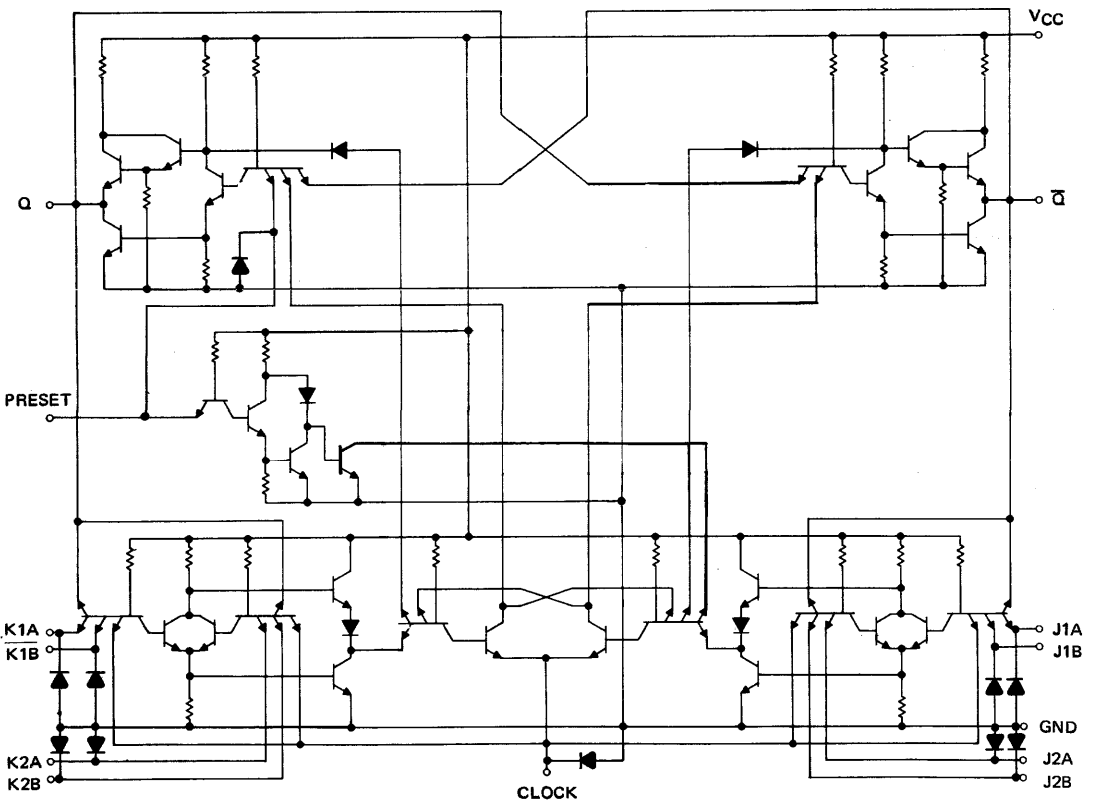 VCC
Q
Q̅
PRESET
K1A
K1B
K2A
K2B
J1A
J1B
GND
J2A
J2B
CLOCK